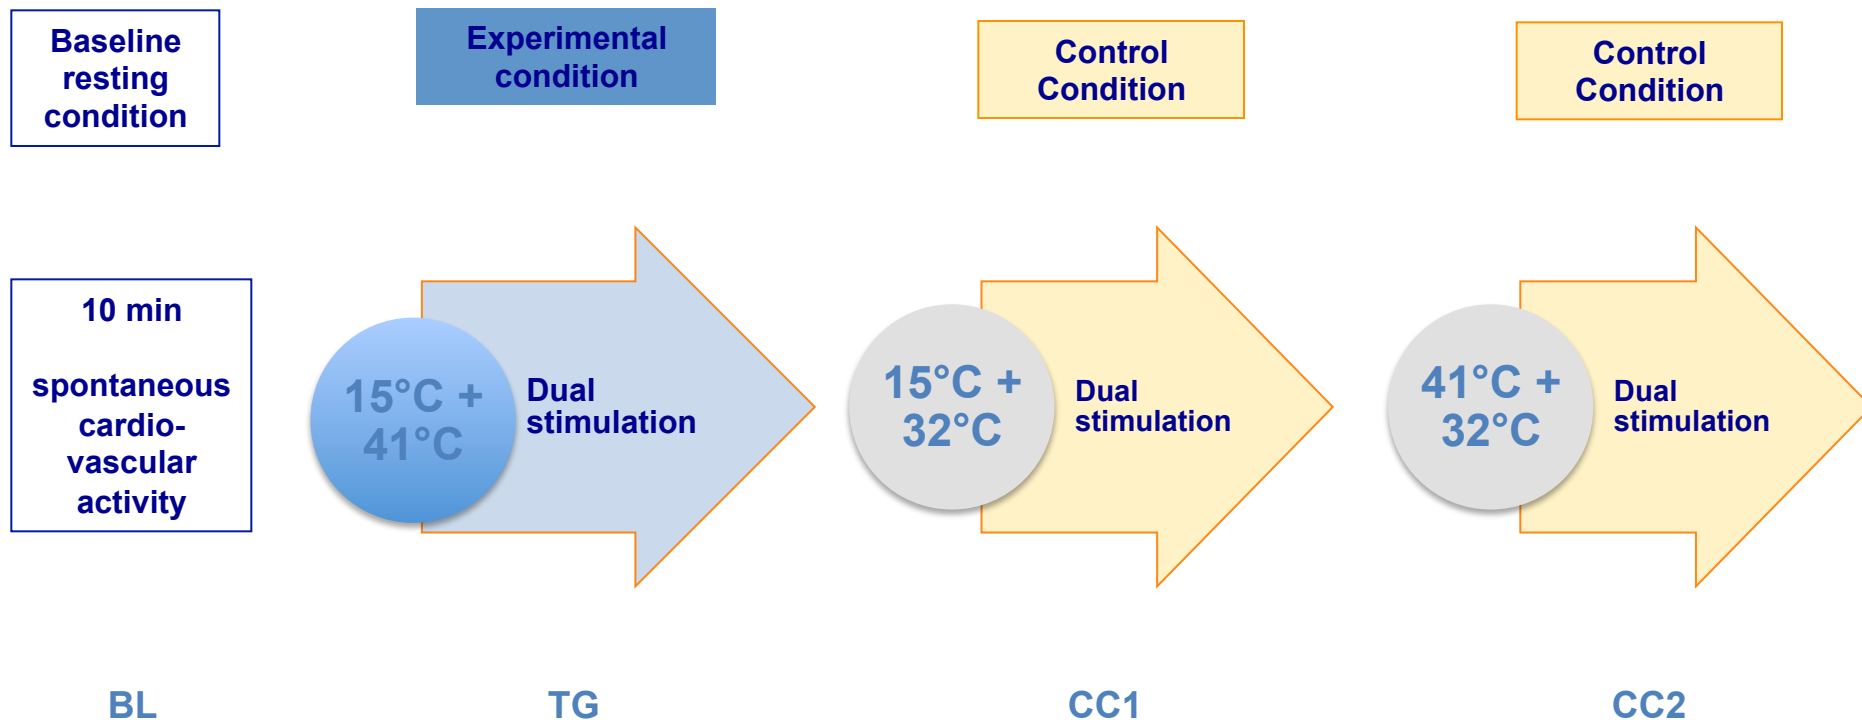 Baseline
resting
condition
Experimental
condition
Control
Condition
Control
Condition
10 min
spontaneous
cardio-
vascular
activity
15°C +
41°C
Dual
stimulation
15°C +
32°C
Dual
stimulation
41°C +
32°C
Dual
stimulation
BL
TG
CC1
CC2